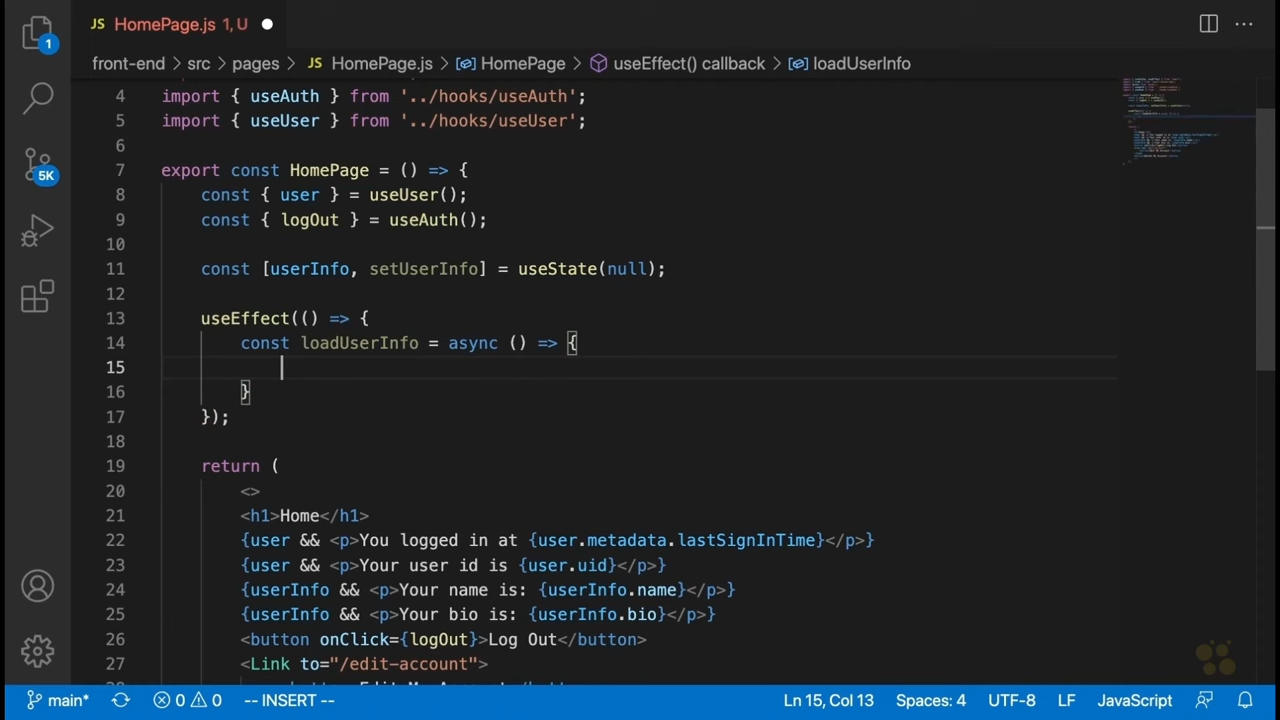 1
JS HomePage.js 1, U
front-end > src > pages > JS HomePage.js > HomePage > useEffect() callback > loadUserInfo
5K
4 import { useAuth } from '../hooks/useAuth';
5 import { useUser } from '../hooks/useUser';
6
7 export const HomePage = () => {
8 const { user } = useUser();
9 const { logOut } = useAuth();
10
11 const [userInfo, setUserInfo] = useState(null);
12
13 useEffect(() => {
14 const loadUserInfo = async () => {
15
16 }
17 });
18
19 return (
20 <>
21 <h1>Home</h1>
22 {user && <p>You logged in at {user.metadata.lastSignInTime}</p>}
23 {user && <p>Your user id is {user.uid}</p>}
24 {userInfo && <p>Your name is: {userInfo.name}</p>}
25 {userInfo && <p>Your bio is: {userInfo.bio}</p>}
26 <button onClick={logOut}>Log Out</button>
27 <Link to="/edit-account">
main* 0 0 -- INSERT -- Ln 15, Col 13 Spaces: 4 UTF-8 LF JavaScript